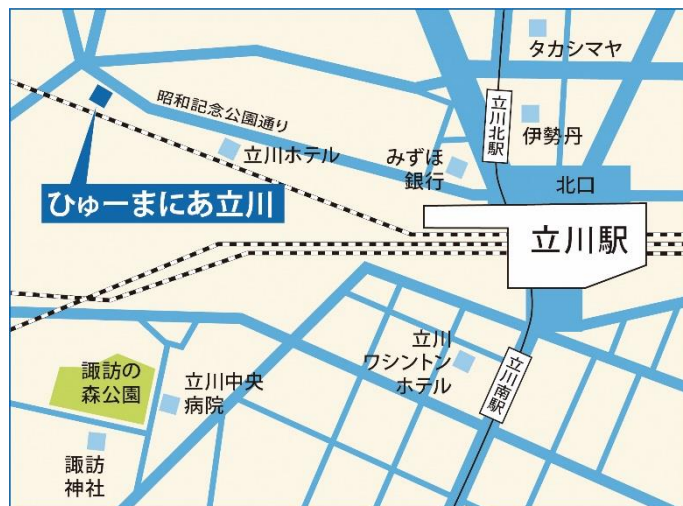 タカシマヤ
立川北駅
昭和記念公園通り
伊勢丹
立川ホテル
みずほ
銀行
北口
ひゅーまにあ立川
立川駅
立川
ワシントン
ホテル
立川南駅
諏訪の
森公園
立川中央
病院
諏訪
神社